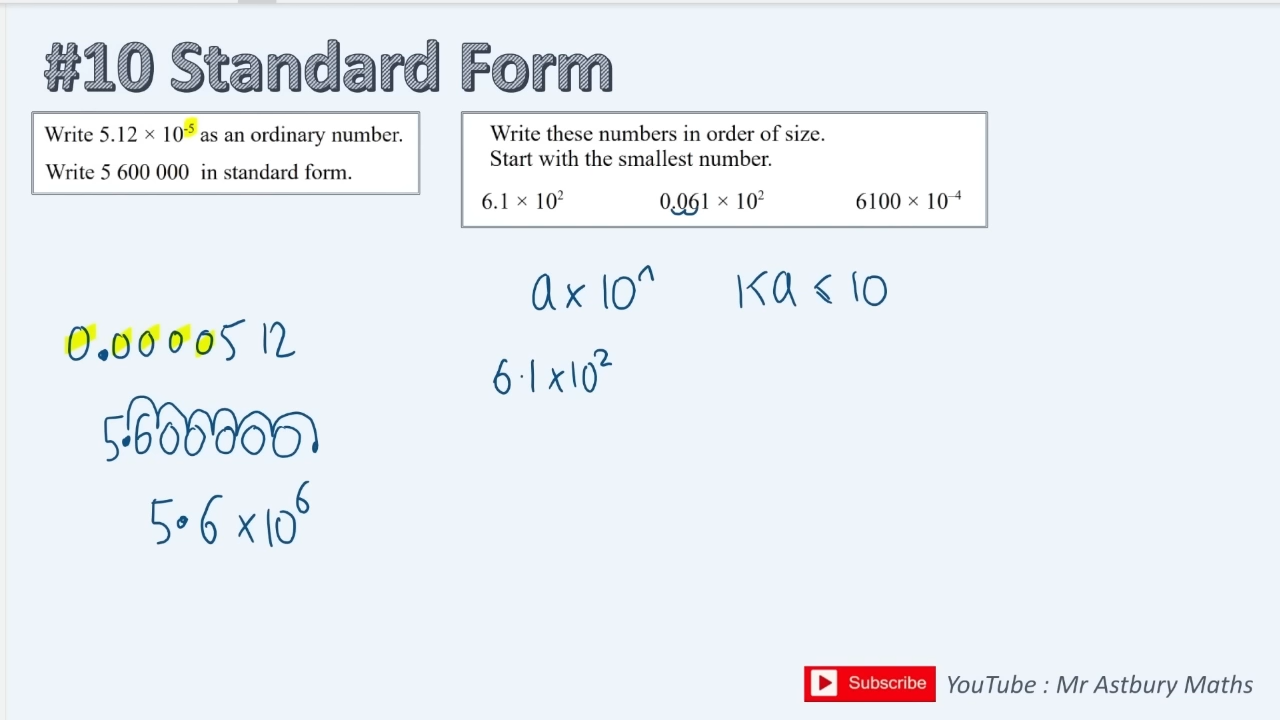 #10 Standard Form
Write 5.12 × 10⁻⁵ as an ordinary number.
Write 5 600 000 in standard form.
Write these numbers in order of size.
Start with the smallest number.
6.1 × 10² 0.061 × 10² 6100 × 10⁻⁴
a × 10ⁿ 1<a⩽10
0.0000512
5.600000.
6.1×10²
5.6 ×10⁶
Subscribe YouTube : Mr Astbury Maths